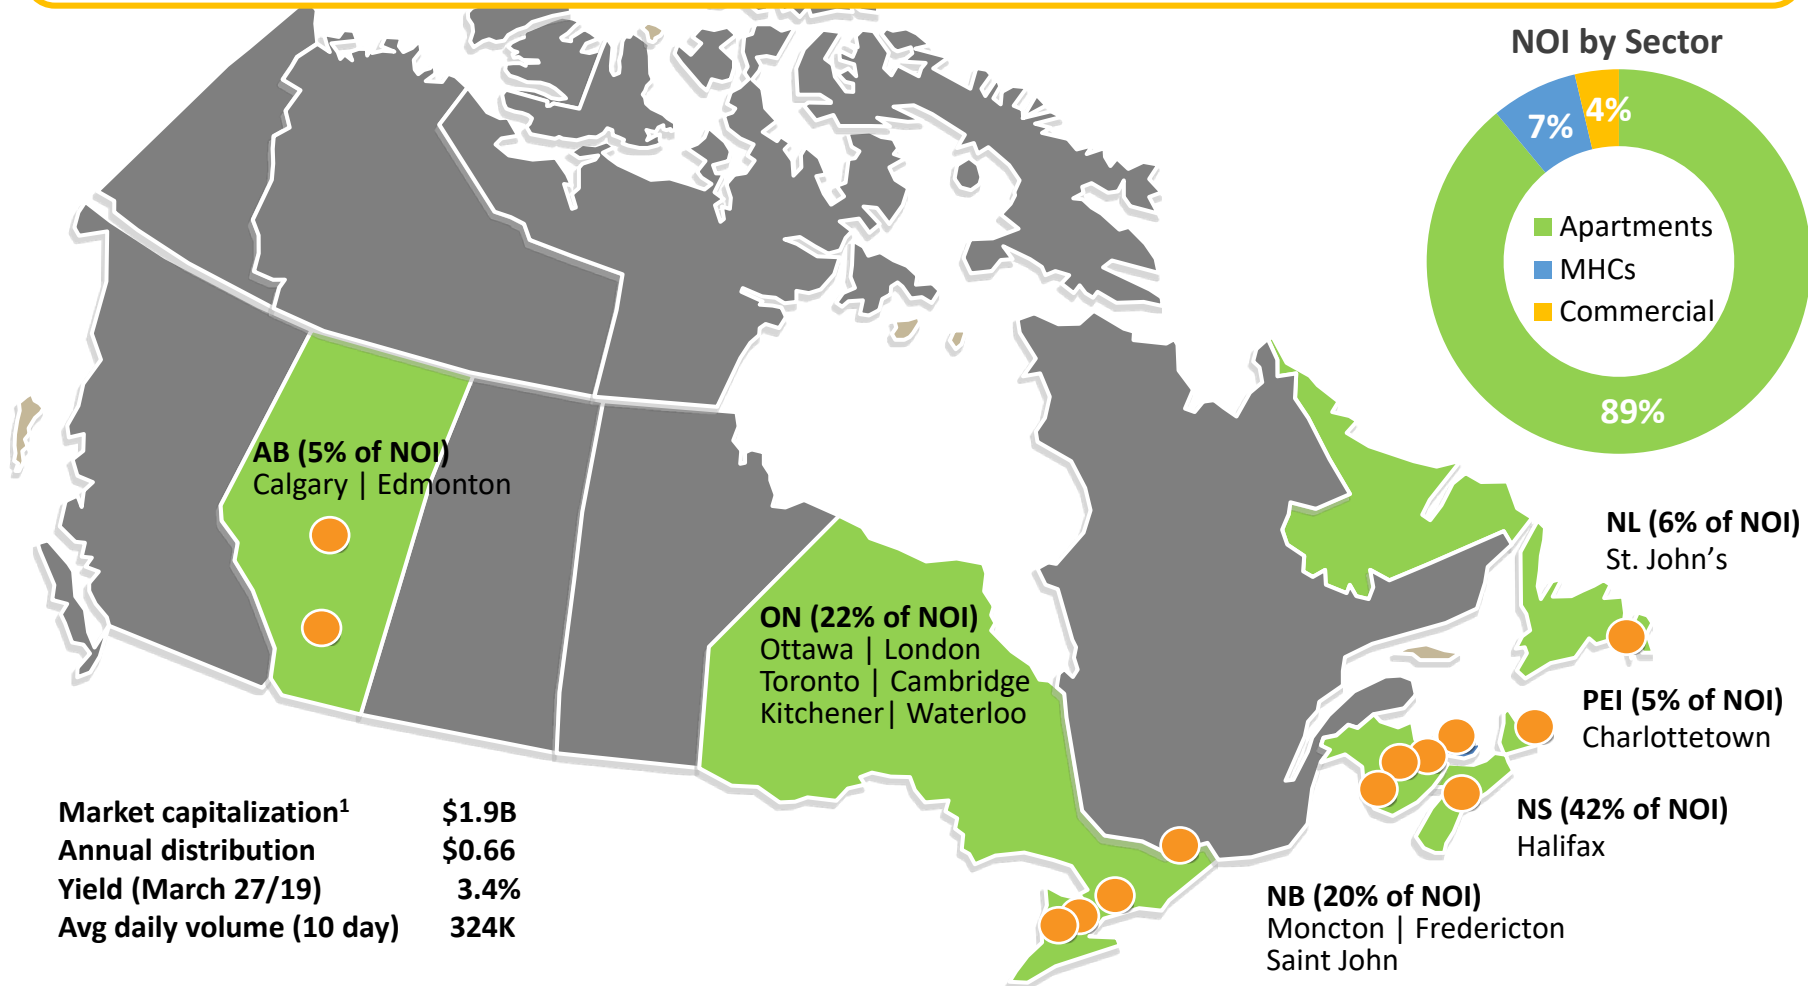 NOI by Sector
4%
7%
Apartments
MHCs
Commercial
89%
AB (5% of NOI)
Calgary | Edmonton
NL (6% of NOI)
St. John’s
ON (22% of NOI)
Ottawa | London
Toronto | Cambridge
Kitchener| Waterloo
PEI (5% of NOI)
Charlottetown
NS (42% of NOI)
Halifax
NB (20% of NOI)
Moncton | Fredericton
Saint John
Market capitalization¹ $1.9B
Annual distribution $0.66
Yield (March 27/19) 3.4%
Avg daily volume (10 day) 324K